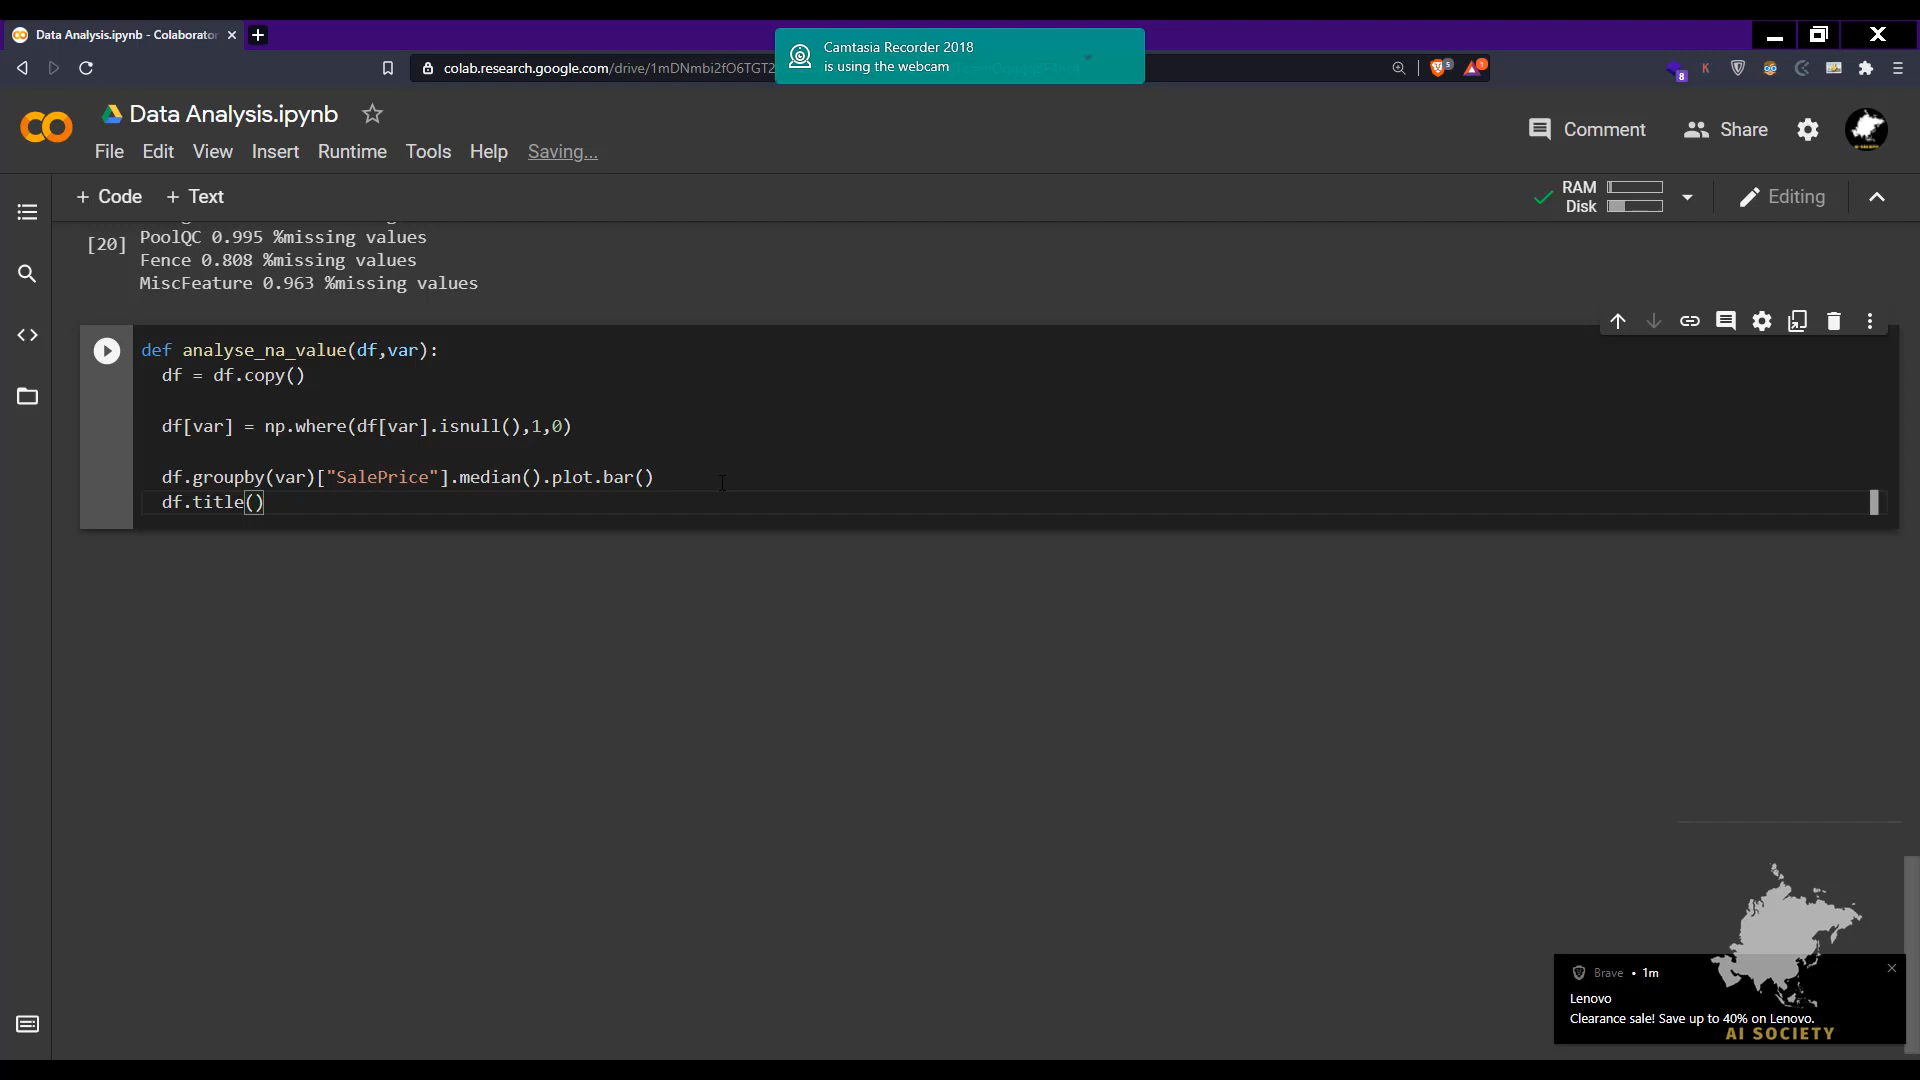 Data Analysis.ipynb - Colaborator
Camtasia Recorder 2018
is using the webcam
colab.research.google.com/drive/1mDNmbi2fO6TGT2
5
1
8
K
CO
Data Analysis.ipynb
Comment
Share
File Edit View Insert Runtime Tools Help Saving...
+ Code + Text
RAM
Disk
Editing
[20]
PoolQC 0.995 %missing values
Fence 0.808 %missing values
MiscFeature 0.963 %missing values
def analyse_na_value(df,var):
df = df.copy()
df[var] = np.where(df[var].isnull(),1,0)
df.groupby(var)["SalePrice"].median().plot.bar()
df.title()
Brave • 1m
Lenovo
Clearance sale! Save up to 40% on Lenovo.
AI SOCIETY